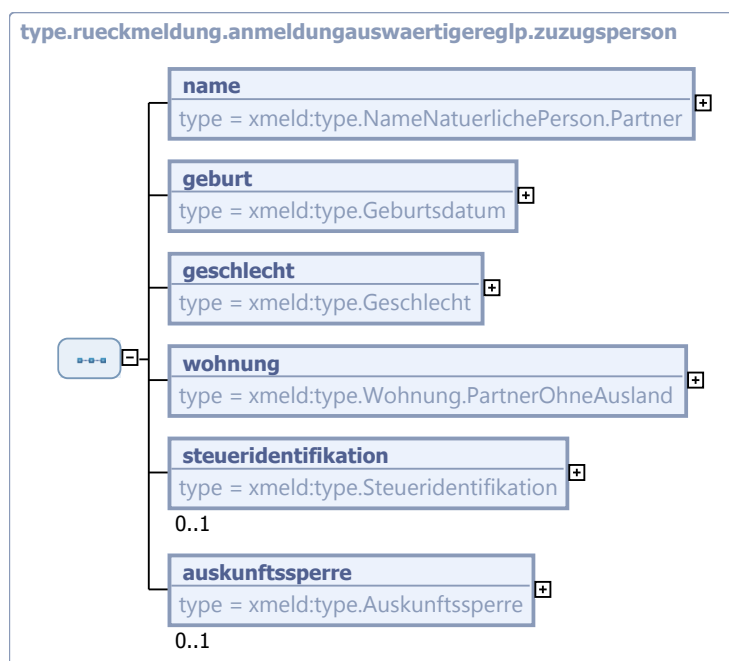 type.rueckmeldung.anmeldungauswaertigereglp.zuzugsperson
name
type = xmeld:type.NameNatuerlichePerson.Partner
geburt
type = xmeld:type.Geburtsdatum
geschlecht
type = xmeld:type.Geschlecht
wohnung
type = xmeld:type.Wohnung.PartnerOhneAusland
steueridentifikation
type = xmeld:type.Steueridentifikation
0..1
auskunftssperre
type = xmeld:type.Auskunftssperre
0..1